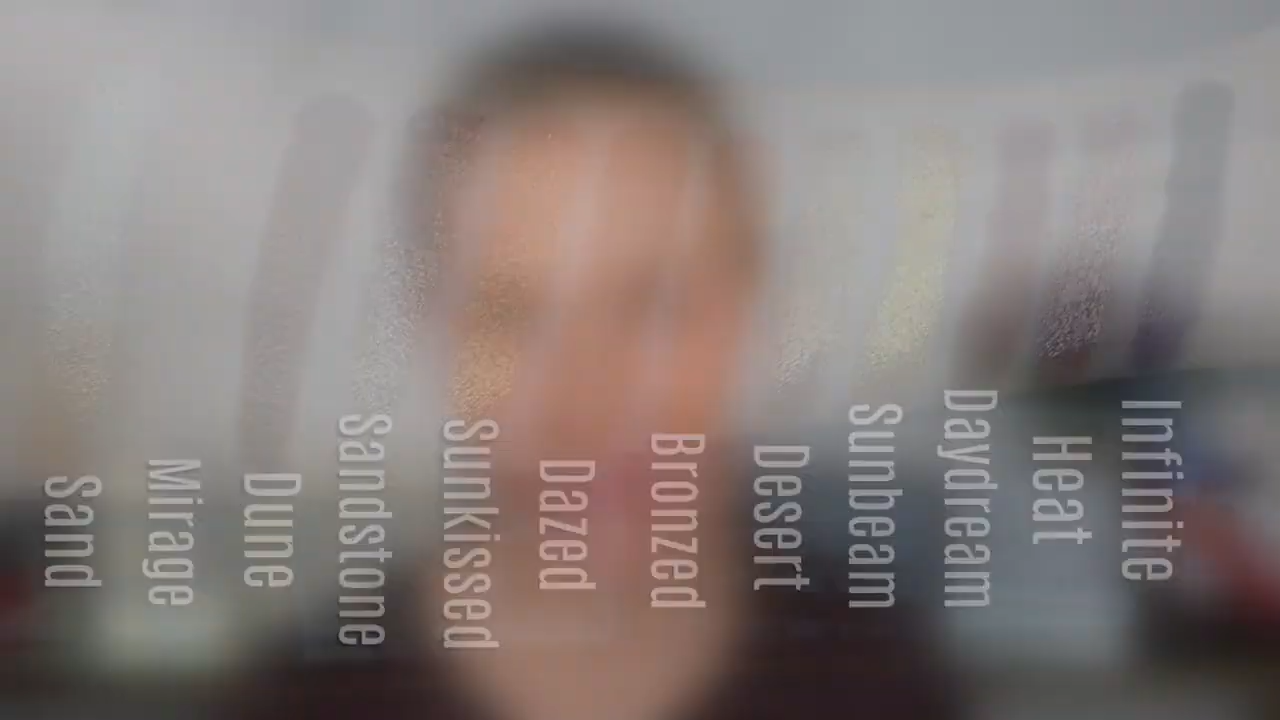 Sand
Mirage
Dune
Sandstone
Sunkissed
Dazed
Bronzed
Desert
Sunbeam
Daydream
Heat
Infinite